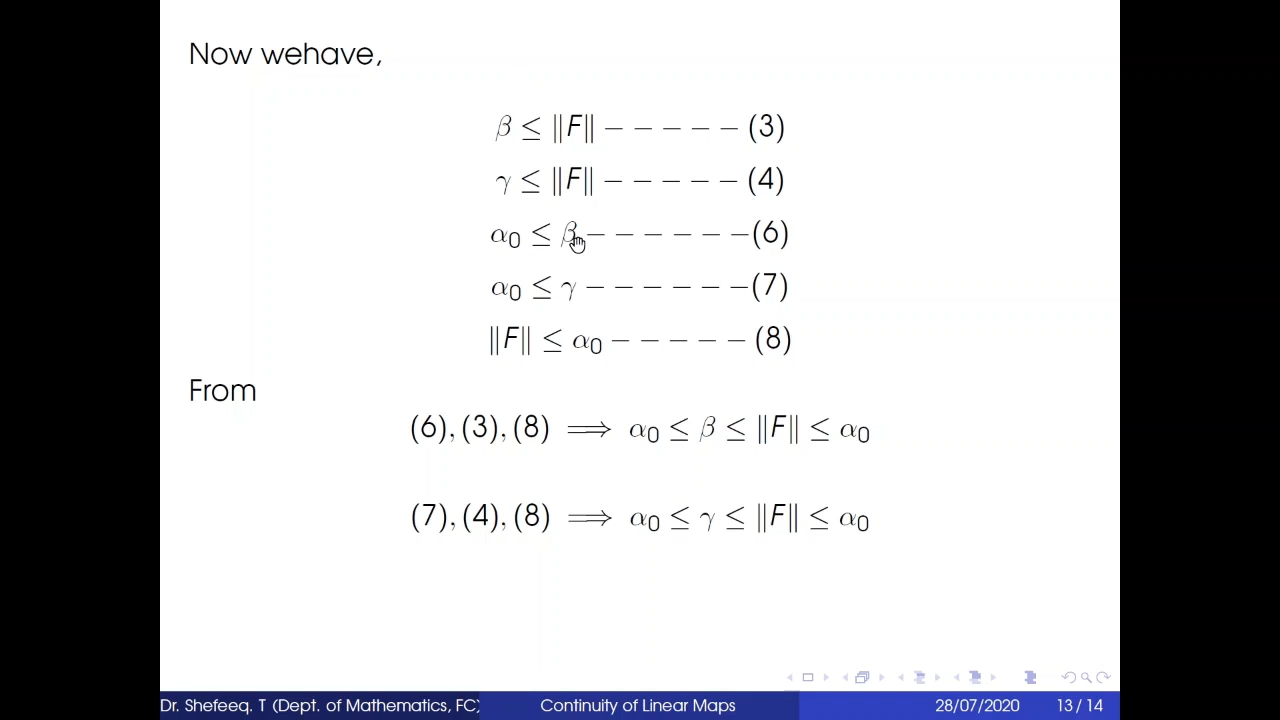 Now wehave,
β ≤ ∥F∥ − − − − − (3)
γ ≤ ∥F∥ − − − − − (4)
α₀ ≤ β − − − − − −(6)
α₀ ≤ γ − − − − − −(7)
∥F∥ ≤ α₀ − − − − − (8)
From
(6), (3), (8) ⟹ α₀ ≤ β ≤ ∥F∥ ≤ α₀
(7), (4), (8) ⟹ α₀ ≤ γ ≤ ∥F∥ ≤ α₀
Dr. Shefeeq. T (Dept. of Mathematics, FC) Continuity of Linear Maps 28/07/2020 13 / 14